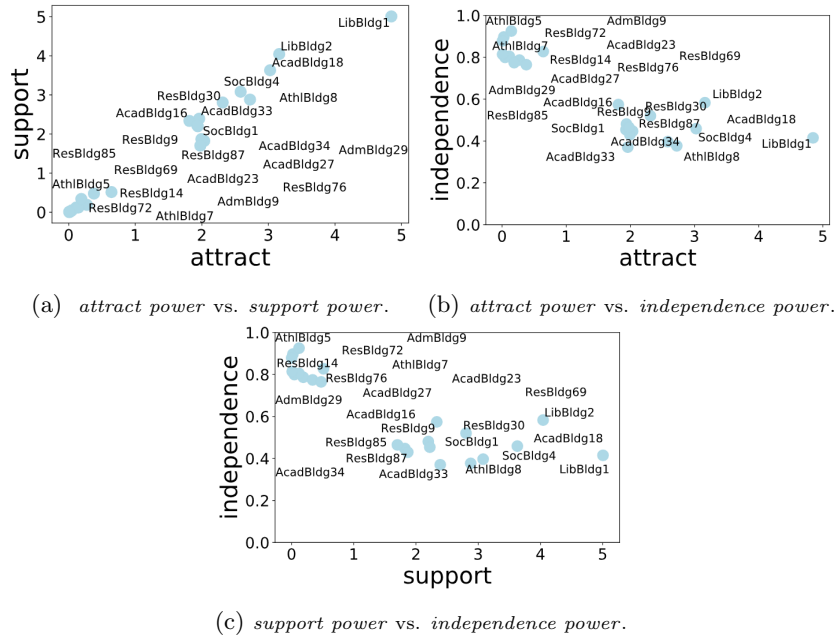 5
4
3
2
1
0
support
LibBldg1
LibBldg2
AcadBldg18
SocBldg4
ResBldg30
AthlBldg8
AcadBldg16
AcadBldg33
ResBldg9
SocBldg1
AcadBldg34
AdmBldg29
ResBldg85
ResBldg87
AcadBldg27
ResBldg69
AcadBldg23
AthlBldg5
ResBldg14
ResBldg76
ResBldg72
AdmBldg9
AthlBldg7
0 1 2 3 4 5
attract
1.0
0.8
0.6
0.4
0.2
0.0
independence
AthlBldg5
AdmBldg9
ResBldg72
AthlBldg7
AcadBldg23
ResBldg14
ResBldg69
ResBldg76
AcadBldg27
AdmBldg29
LibBldg2
AcadBldg16
ResBldg30
ResBldg9
ResBldg85
AcadBldg18
ResBldg87
SocBldg1
SocBldg4
AcadBldg34
LibBldg1
AcadBldg33
AthlBldg8
0 1 2 3 4 5
attract
(a) attract power vs. support power.
(b) attract power vs. independence power.
1.0
0.8
0.6
0.4
0.2
0.0
independence
AthlBldg5
AdmBldg9
ResBldg72
ResBldg14
AthlBldg7
ResBldg76
AcadBldg23
AcadBldg27
ResBldg69
AdmBldg29
AcadBldg16
LibBldg2
ResBldg9
ResBldg30
ResBldg85
SocBldg1
AcadBldg18
ResBldg87
SocBldg4
AcadBldg34
AcadBldg33
AthlBldg8
LibBldg1
0 1 2 3 4 5
support
(c) support power vs. independence power.